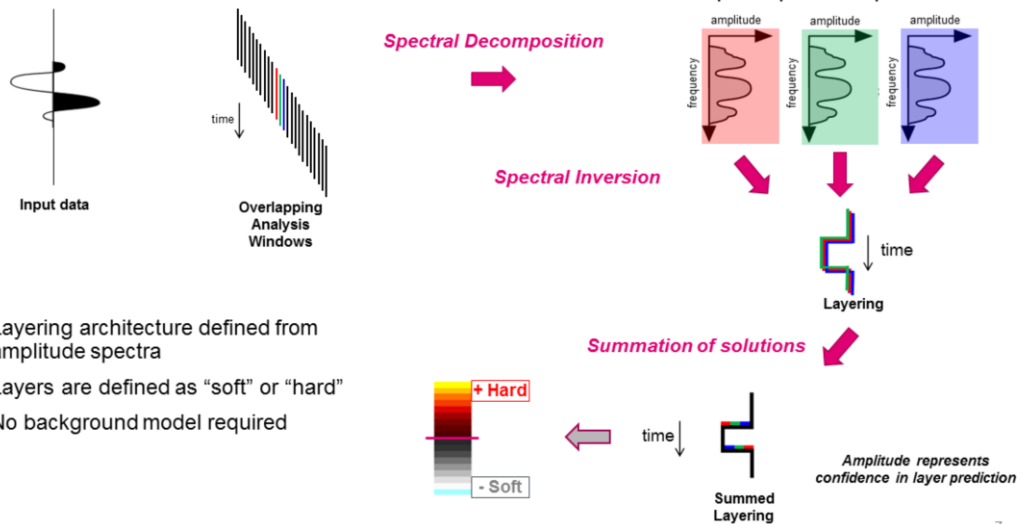 amplitude
amplitude
amplitude
Spectral Decomposition
frequency
frequency
frequency
time
Input data
Overlapping
Analysis
Windows
Spectral Inversion
time
Layering
ayering architecture defined from
amplitude spectra
ayers are defined as “soft” or “hard”
No background model required
Summation of solutions
+ Hard
- Soft
time
Summed
Layering
Amplitude represents
confidence in layer prediction